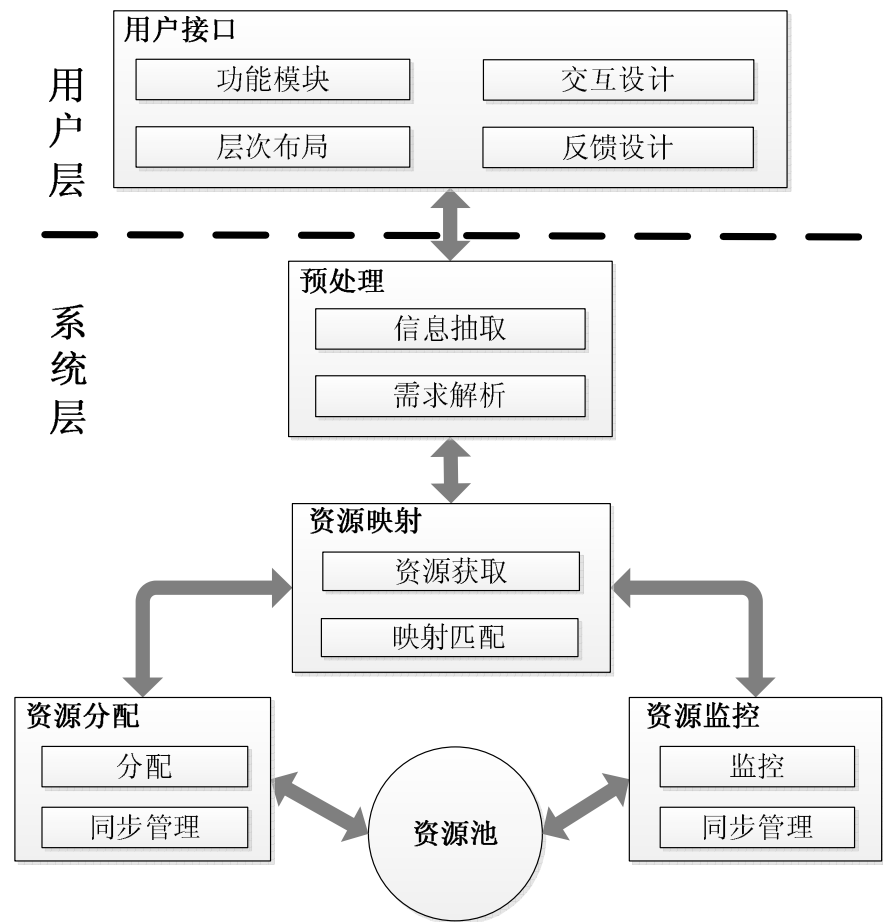 用户层
用户接口
功能模块
交互设计
层次布局
反馈设计
系统层
预处理
信息抽取
需求解析
资源映射
资源获取
映射匹配
资源分配
分配
同步管理
资源池
资源监控
监控
同步管理